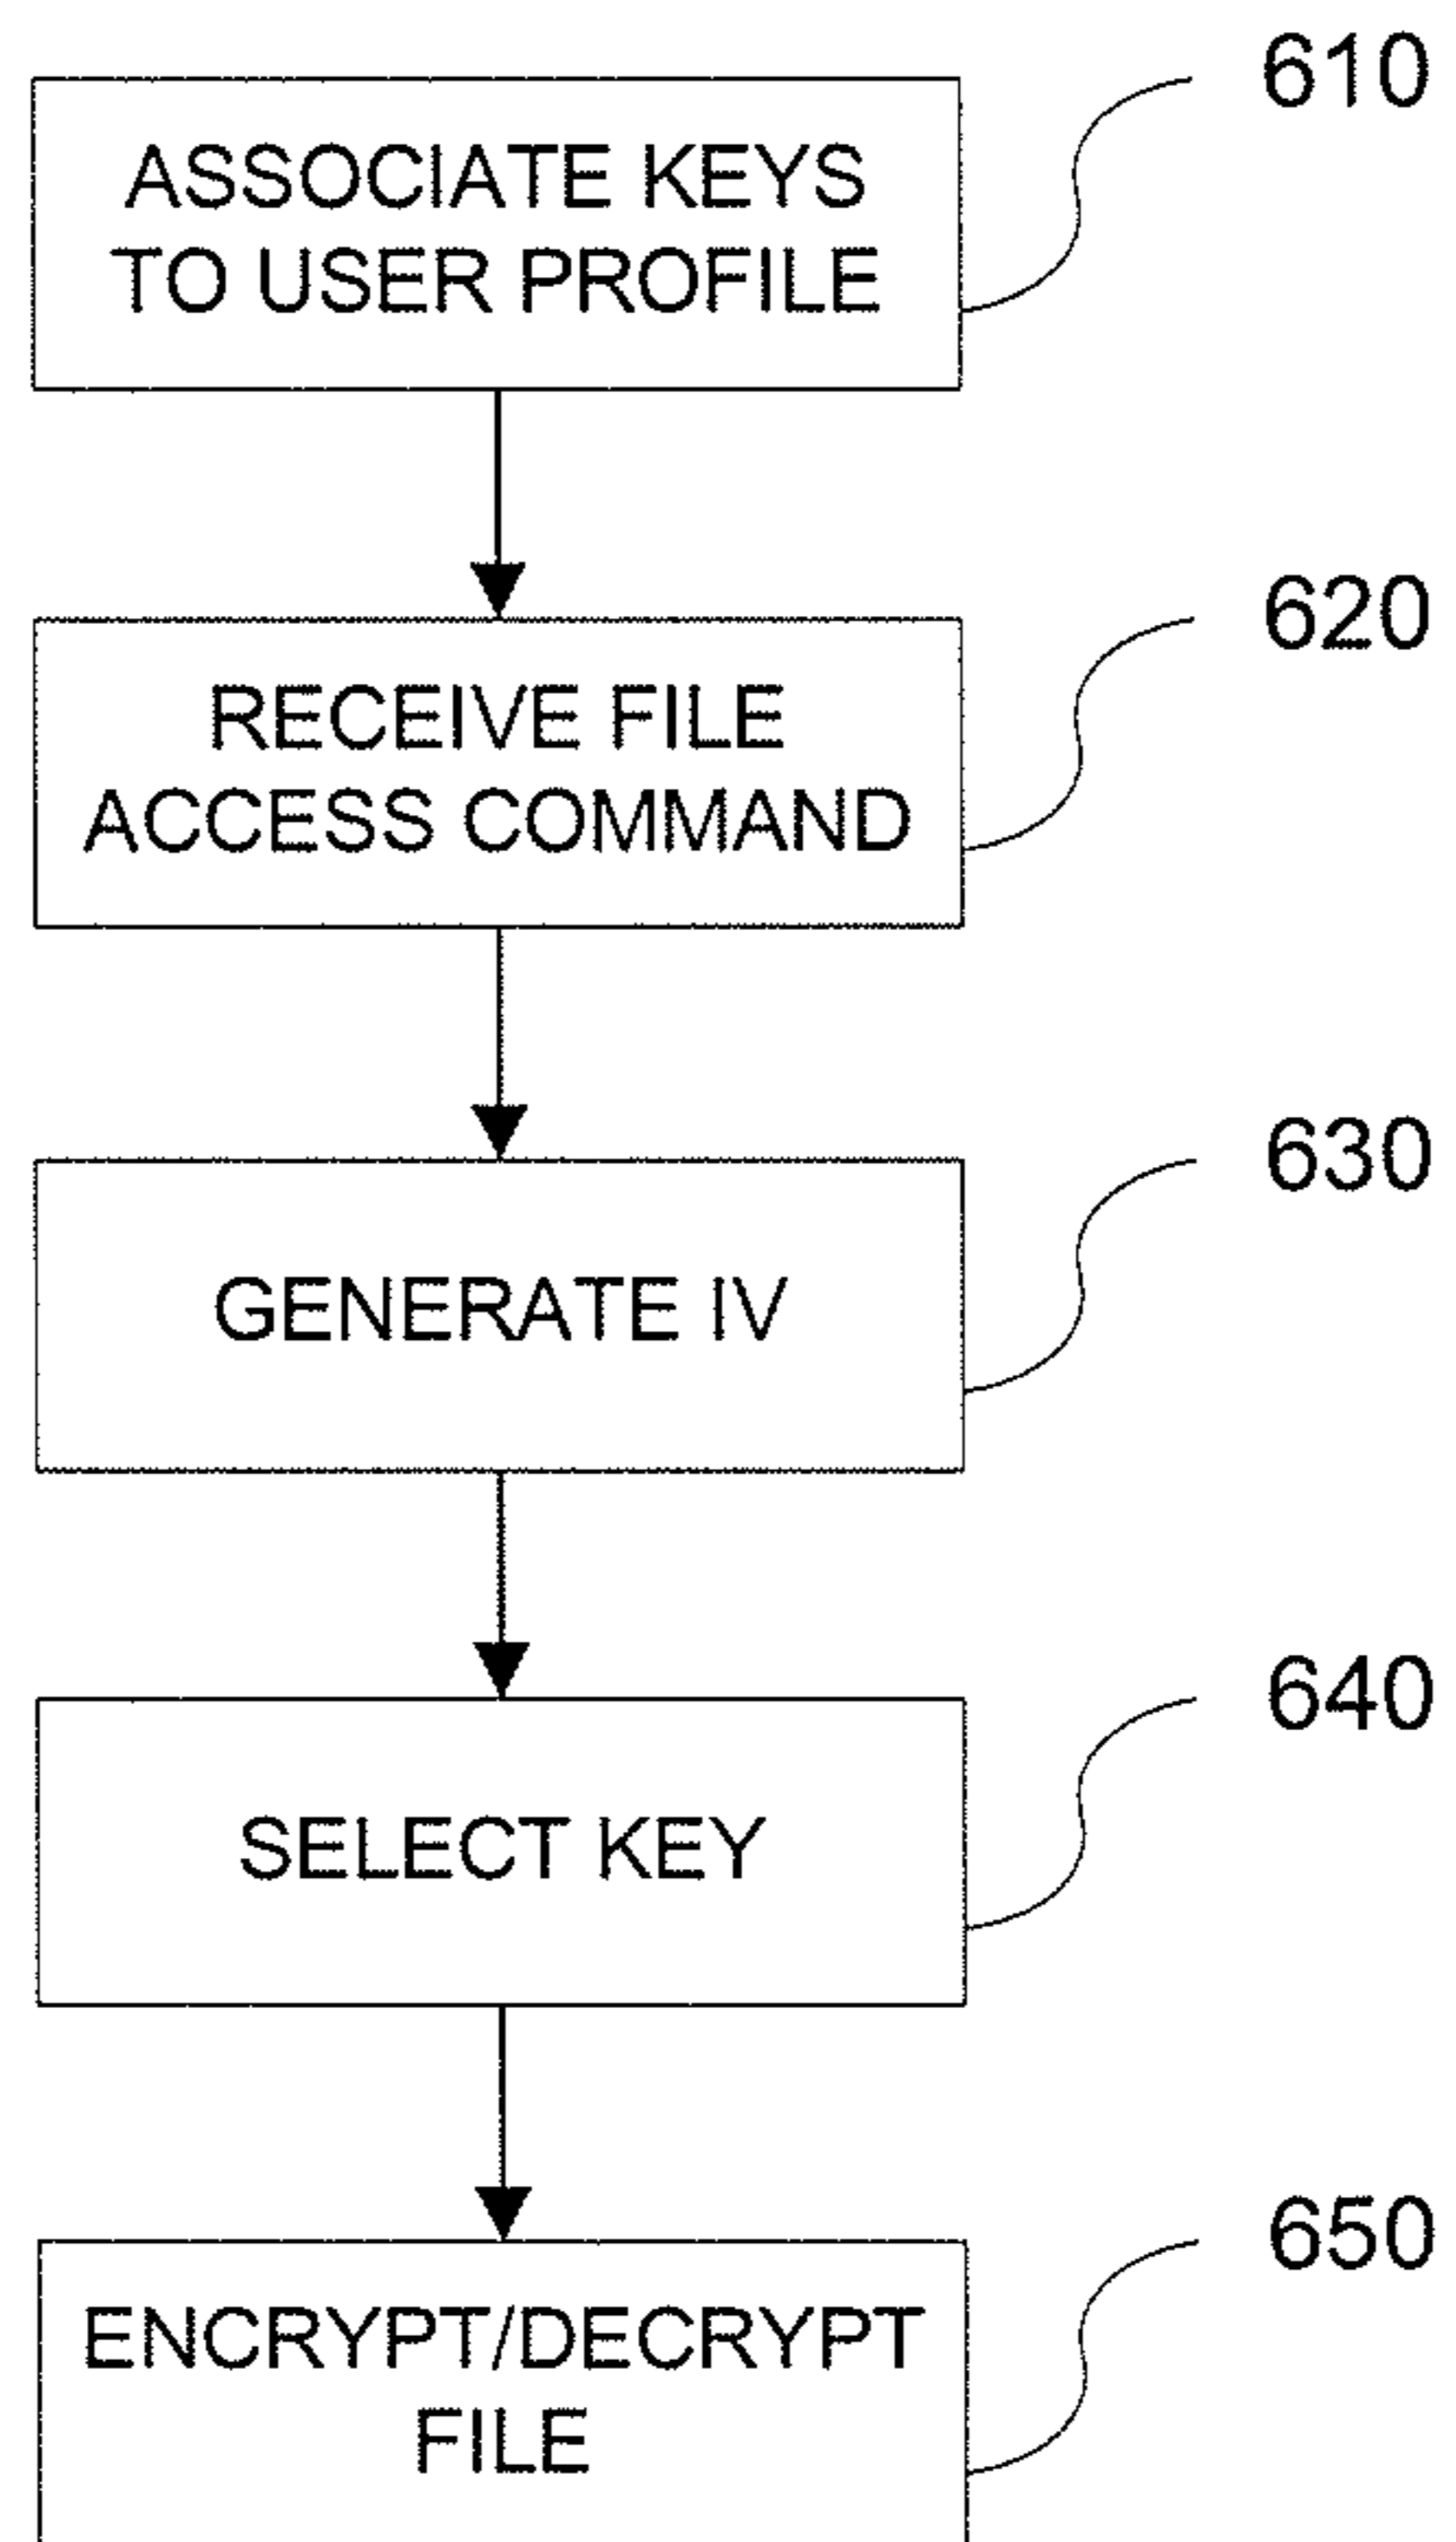 610
ASSOCIATE KEYS
TO USER PROFILE
620
RECEIVE FILE
ACCESS COMMAND
630
GENERATE IV
640
SELECT KEY
650
ENCRYPT/DECRYPT
FILE